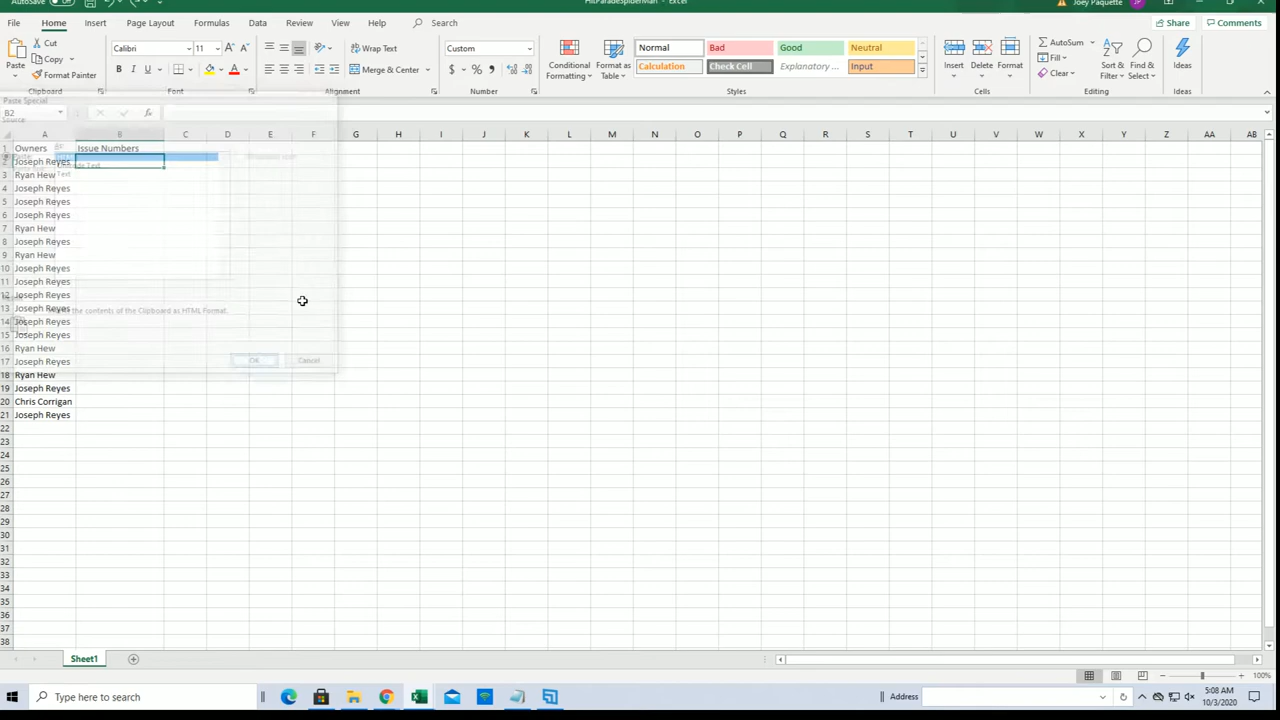 AutoSave Off HitParadeSpiderMan - Excel Joey Paquette JP
File Home Insert Page Layout Formulas Data Review View Help Search Share Comments
Paste Cut Copy Format Painter
Calibri 11 A A
B I U A
Wrap Text
Merge & Center
Custom
$ % ,
Conditional Formatting Format as Table
Normal Bad Good Neutral
Calculation Check Cell Explanatory ... Input
Insert Delete Format
AutoSum Fill Clear
Sort & Filter Find & Select Ideas
Clipboard Font Alignment Number Styles Cells Editing Ideas
Paste Special
B2 fx
Source
A B C D E F G H I J K L M N O P Q R S T U V W X Y Z AA AB
1 Owners Issue Numbers
2 Joseph Reyes
Text
3 Ryan Hew Text
4 Joseph Reyes
5 Joseph Reyes
6 Joseph Reyes
7 Ryan Hew
8 Joseph Reyes
9 Ryan Hew
10 Joseph Reyes
11 Joseph Reyes
12 Joseph Reyes
13 Joseph Reyes the contents of the Clipboard as HTML Format.
14 Joseph Reyes
15 Joseph Reyes
16 Ryan Hew
17 Joseph Reyes OK Cancel
18 Ryan Hew
19 Joseph Reyes
20 Chris Corrigan
21 Joseph Reyes
22
23
24
25
26
27
28
29
30
31
32
33
34
35
36
37
38
Sheet1
100%
Type here to search Address 5:08 AM
10/3/2020